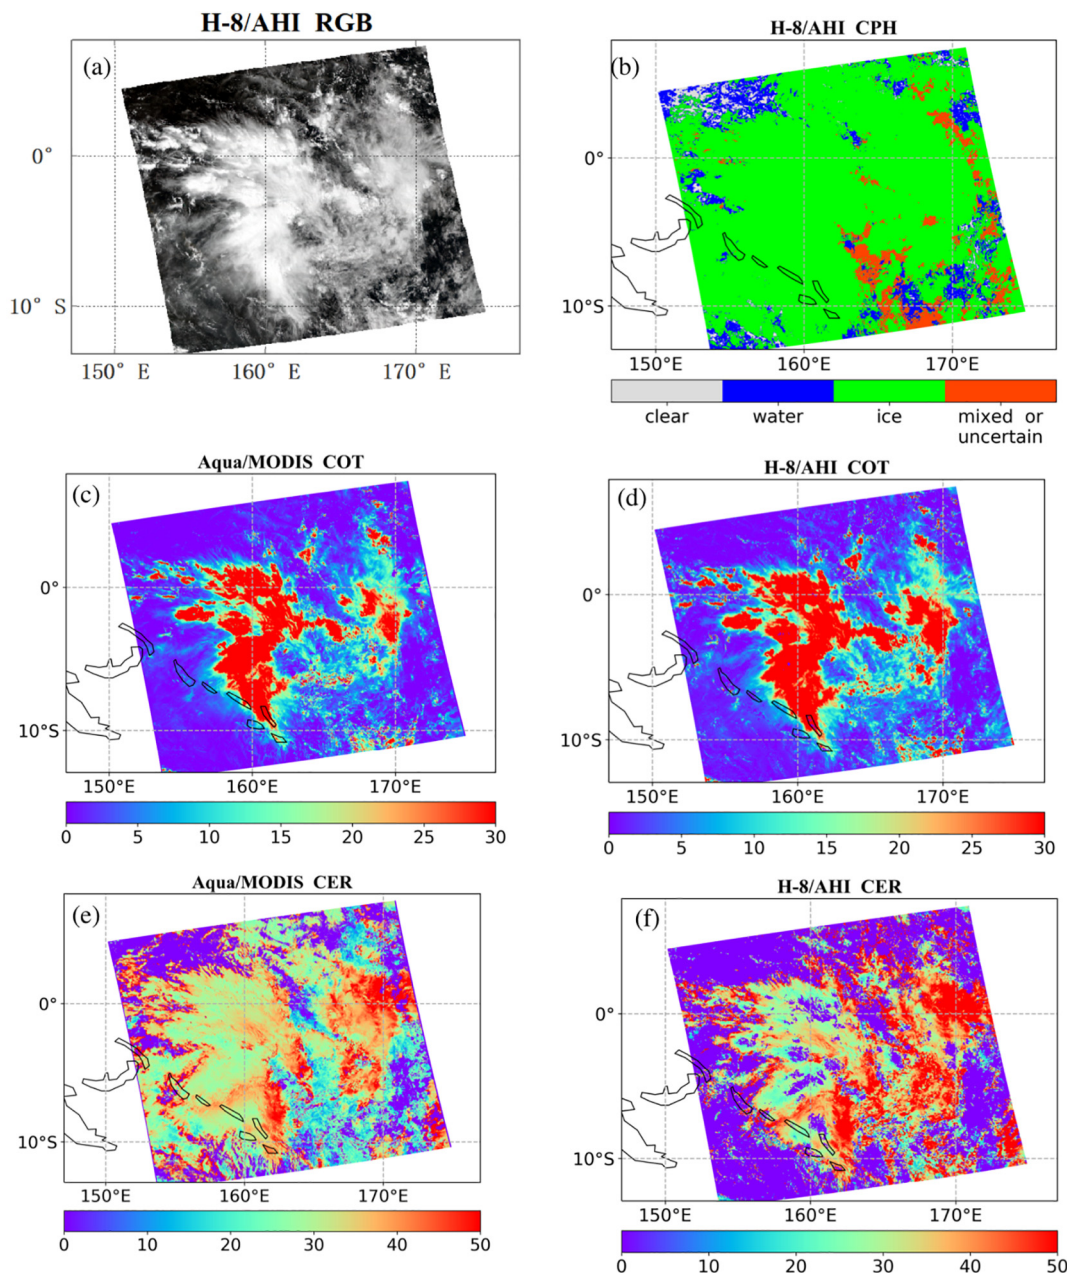 H-8/AHI RGB
(a)
0°
10° S
150° E
160° E
170° E
H-8/AHI CPH
(b)
0°
10°S
150°E
160°E
170°E
clear
water
ice
mixed or
uncertain
Aqua/MODIS COT
(c)
0°
10°S
150°E
160°E
170°E
0
5
10
15
20
25
30
H-8/AHI COT
(d)
0°
10°S
150°E
160°E
170°E
0
5
10
15
20
25
30
Aqua/MODIS CER
(e)
0°
10°S
150°E
160°E
170°E
0
10
20
30
40
50
H-8/AHI CER
(f)
0°
10°S
150°E
160°E
170°E
0
10
20
30
40
50